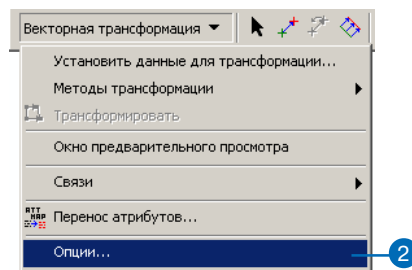 Векторная трансформация
Установить данные для трансформации...
Методы трансформации
Трансформировать
Окно предварительного просмотра
Связи
ATT
MAP
Перенос атрибутов...
Опции...
2